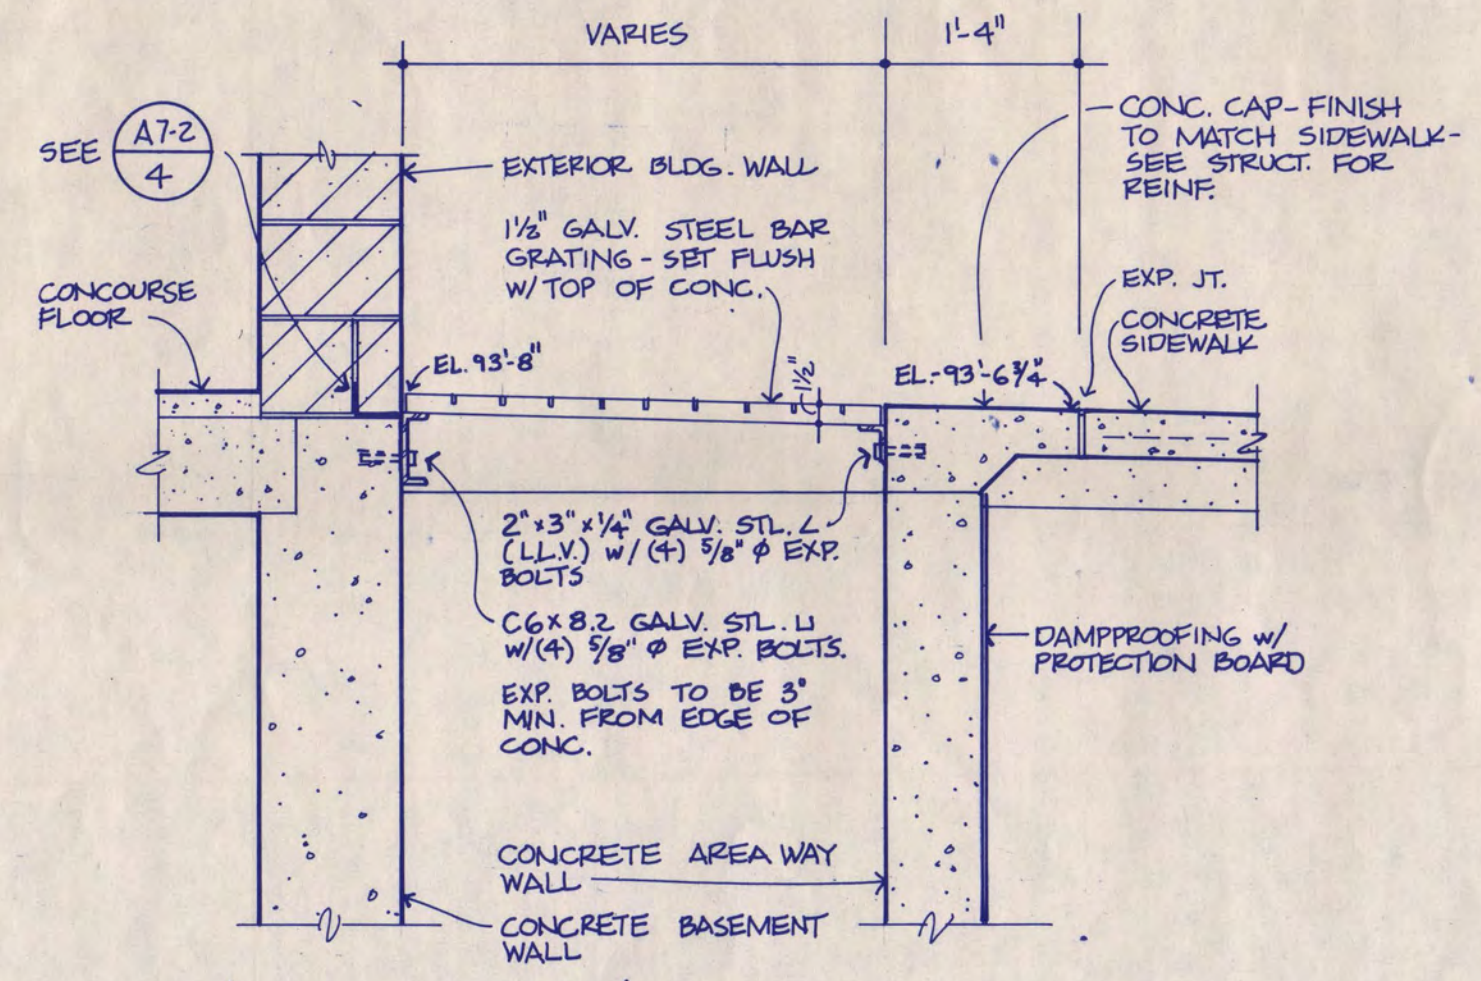 VARIES
1'-4"
SEE
A7-2
4
EXTERIOR BLDG. WALL
CONC. CAP - FINISH
TO MATCH SIDEWALK -
SEE STRUCT. FOR
REINF.
1½" GALV. STEEL BAR
GRATING - SET FLUSH
W/ TOP OF CONC.
CONCOURSE
FLOOR
EXP. JT.
CONCRETE
SIDEWALK
EL. 93'-8"
1½"
EL.-93'-6¾"
2" x 3" x ¼" GALV. STL. L
(L.L.V.) w/ (4) 5/8" Ø EXP.
BOLTS
C6 x 8.2 GALV. STL. ⊔
w/(4) 5/8" Ø EXP. BOLTS.
EXP. BOLTS TO BE 3"
MIN. FROM EDGE OF
CONC.
DAMPPROOFING w/
PROTECTION BOARD
CONCRETE AREA WAY
WALL
CONCRETE BASEMENT
WALL